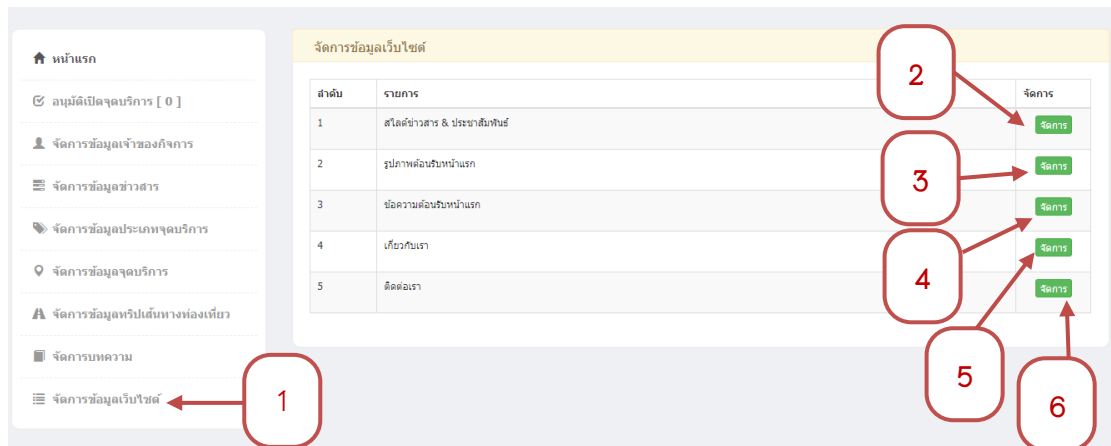 หน้าแรก
อนุมัติเปิดจุดบริการ [ 0 ]
จัดการข้อมูลเจ้าของกิจการ
จัดการข้อมูลข่าวสาร
จัดการข้อมูลประเภทจุดบริการ
จัดการข้อมูลจุดบริการ
จัดการข้อมูลทริปเส้นทางท่องเที่ยว
จัดการบทความ
จัดการข้อมูลเว็บไซต์
1
จัดการข้อมูลเว็บไซต์
ลำดับ รายการ จัดการ
1 สไลด์ข่าวสาร & ประชาสัมพันธ์ จัดการ
2 รูปภาพต้อนรับหน้าแรก จัดการ
3 ข้อความต้อนรับหน้าแรก จัดการ
4 เกี่ยวกับเรา จัดการ
5 ติดต่อเรา จัดการ
2
3
4
5
6